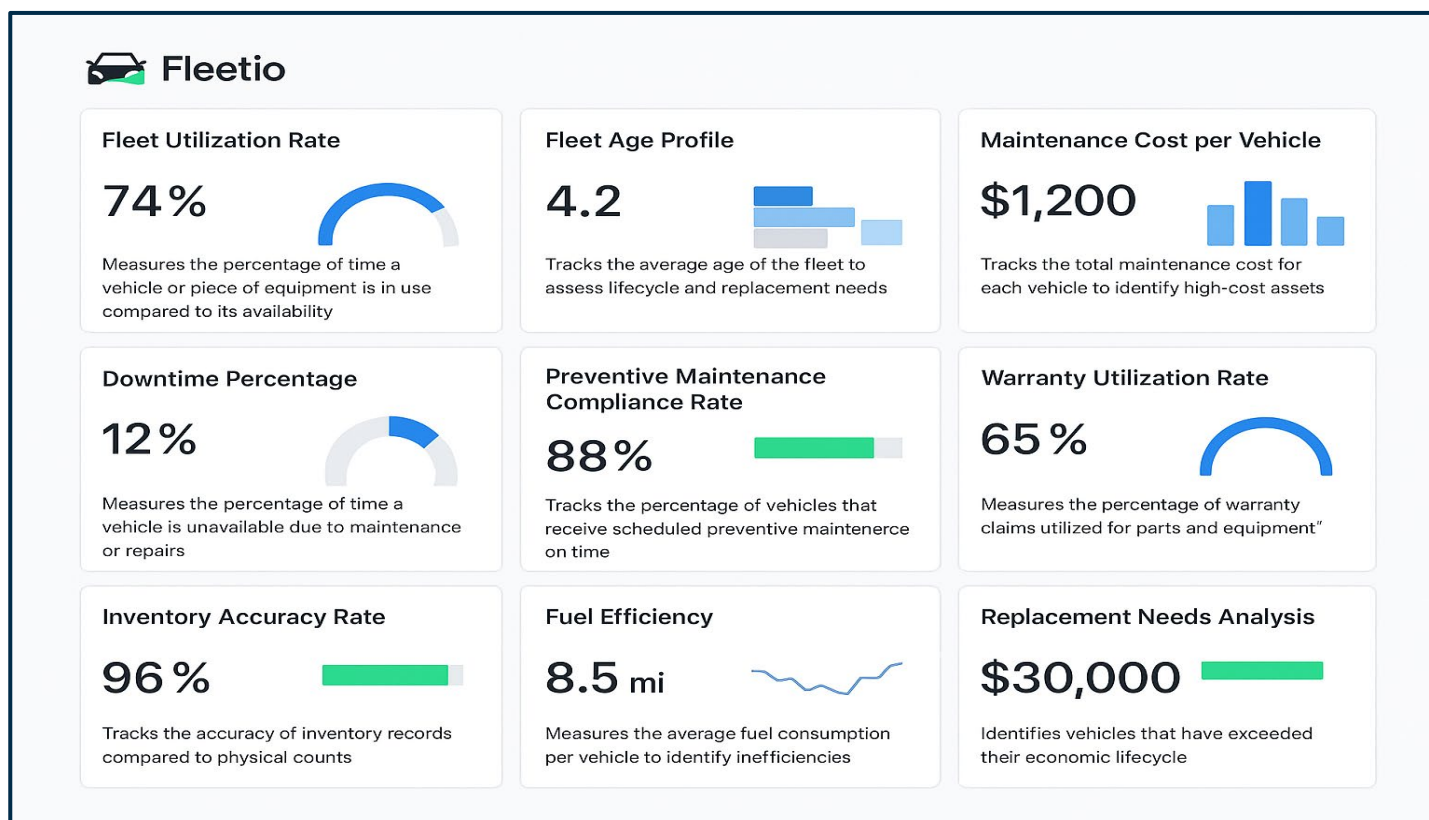 Fleetio
Fleet Utilization Rate
74%
Measures the percentage of time a
vehicle or piece of equipment is in use
compared to its availability
Fleet Age Profile
4.2
Tracks the average age of the fleet to
assess lifecycle and replacement needs
Maintenance Cost per Vehicle
$1,200
Tracks the total maintenance cost for
each vehicle to identify high-cost assets
Downtime Percentage
12%
Measures the percentage of time a
vehicle is unavailable due to maintenance
or repairs
Preventive Maintenance
Compliance Rate
88%
Tracks the percentage of vehicles that
receive scheduled preventive maintenerce
on time
Warranty Utilization Rate
65%
Measures the percentage of warranty
claims utilized for parts and equipment"
Inventory Accuracy Rate
96%
Tracks the accuracy of inventory records
compared to physical counts
Fuel Efficiency
8.5 mi
Measures the average fuel consumption
per vehicle to identify inefficiencies
Replacement Needs Analysis
$30,000
Identifies vehicles that have exceeded
their economic lifecycle